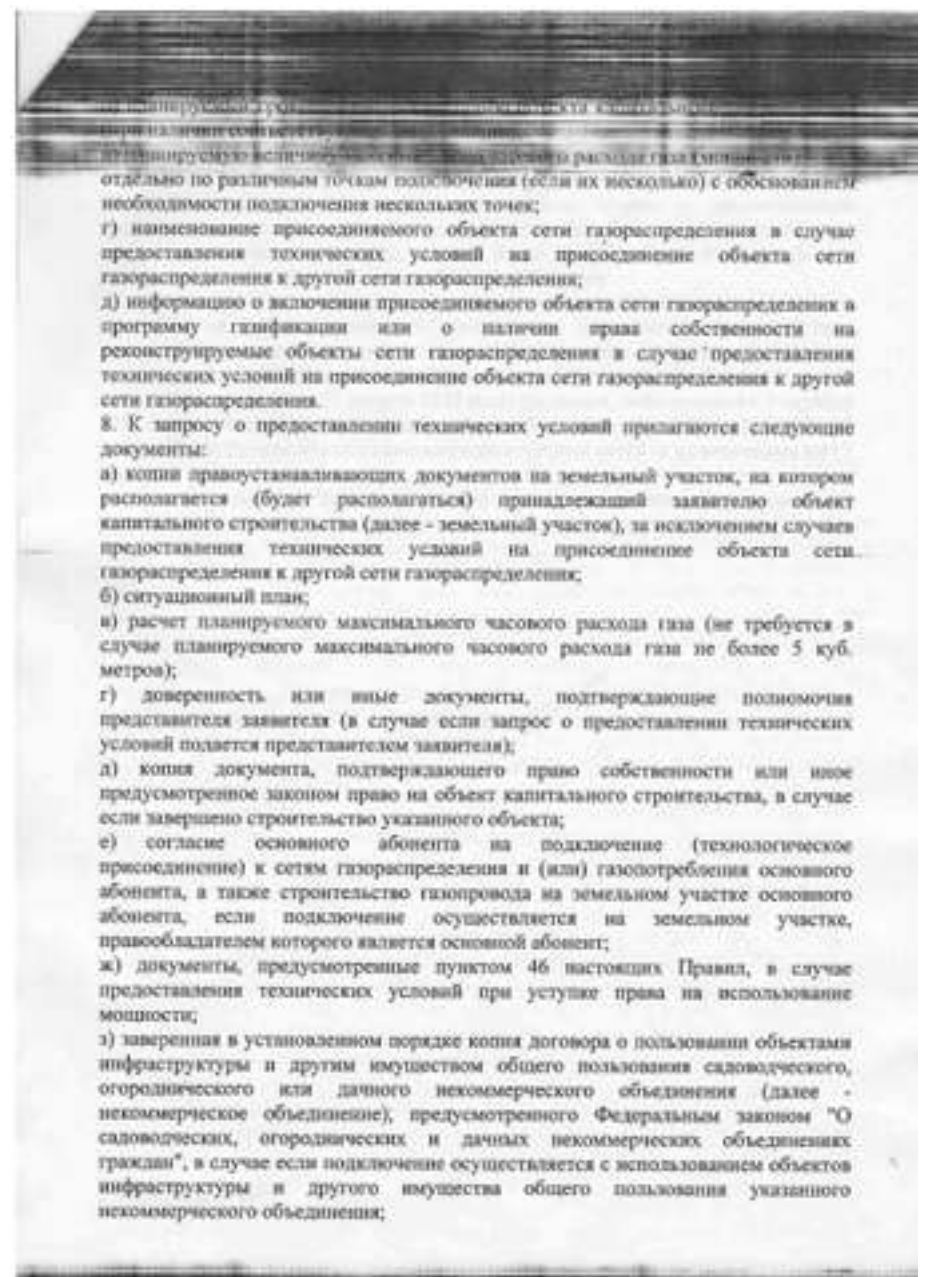 при наличии
планируемую величину расхода газа
отдельно по различным точкам подключения (если их несколько) с обоснованием
необходимости подключения нескольких точек;
г) наименование присоединяемого объекта сети газораспределения в случае
предоставления технических условий на присоединение объекта сети
газораспределения к другой сети газораспределения;
д) информацию о включении присоединяемого объекта сети газораспределения в
программу газификации или о наличии права собственности на
реконструируемые объекты сети газораспределения в случае предоставления
технических условий на присоединение объекта сети газораспределения к другой
сети газораспределения.
8. К запросу о предоставлении технических условий прилагаются следующие
документы:
а) копии правоустанавливающих документов на земельный участок, на котором
располагается (будет располагаться) принадлежащий заявителю объект
капитального строительства (далее - земельный участок), за исключением случаев
предоставления технических условий на присоединение объекта сети
газораспределения к другой сети газораспределения;
б) ситуационный план;
в) расчет планируемого максимального часового расхода газа (не требуется в
случае планируемого максимального часового расхода газа не более 5 куб.
метров);
г) доверенность или иные документы, подтверждающие полномочия
представителя заявителя (в случае если запрос о предоставлении технических
условий подается представителем заявителя);
д) копия документа, подтверждающего право собственности или иное
предусмотренное законом право на объект капитального строительства, в случае
если завершено строительство указанного объекта;
е) согласие основного абонента на подключение (технологическое
присоединение) к сетям газораспределения и (или) газопотребления основного
абонента, а также строительство газопровода на земельном участке основного
абонента, если подключение осуществляется на земельном участке,
правообладателем которого является основной абонент;
ж) документы, предусмотренные пунктом 46 настоящих Правил, в случае
предоставления технических условий при уступке права на использование
мощности;
з) заверенная в установленном порядке копия договора о пользовании объектами
инфраструктуры и другим имуществом общего пользования садоводческого,
огороднического или дачного некоммерческого объединения (далее -
некоммерческое объединение), предусмотренного Федеральным законом "О
садоводческих, огороднических и дачных некоммерческих объединениях
граждан", в случае если подключение осуществляется с использованием объектов
инфраструктуры и другого имущества общего пользования указанного
некоммерческого объединения;